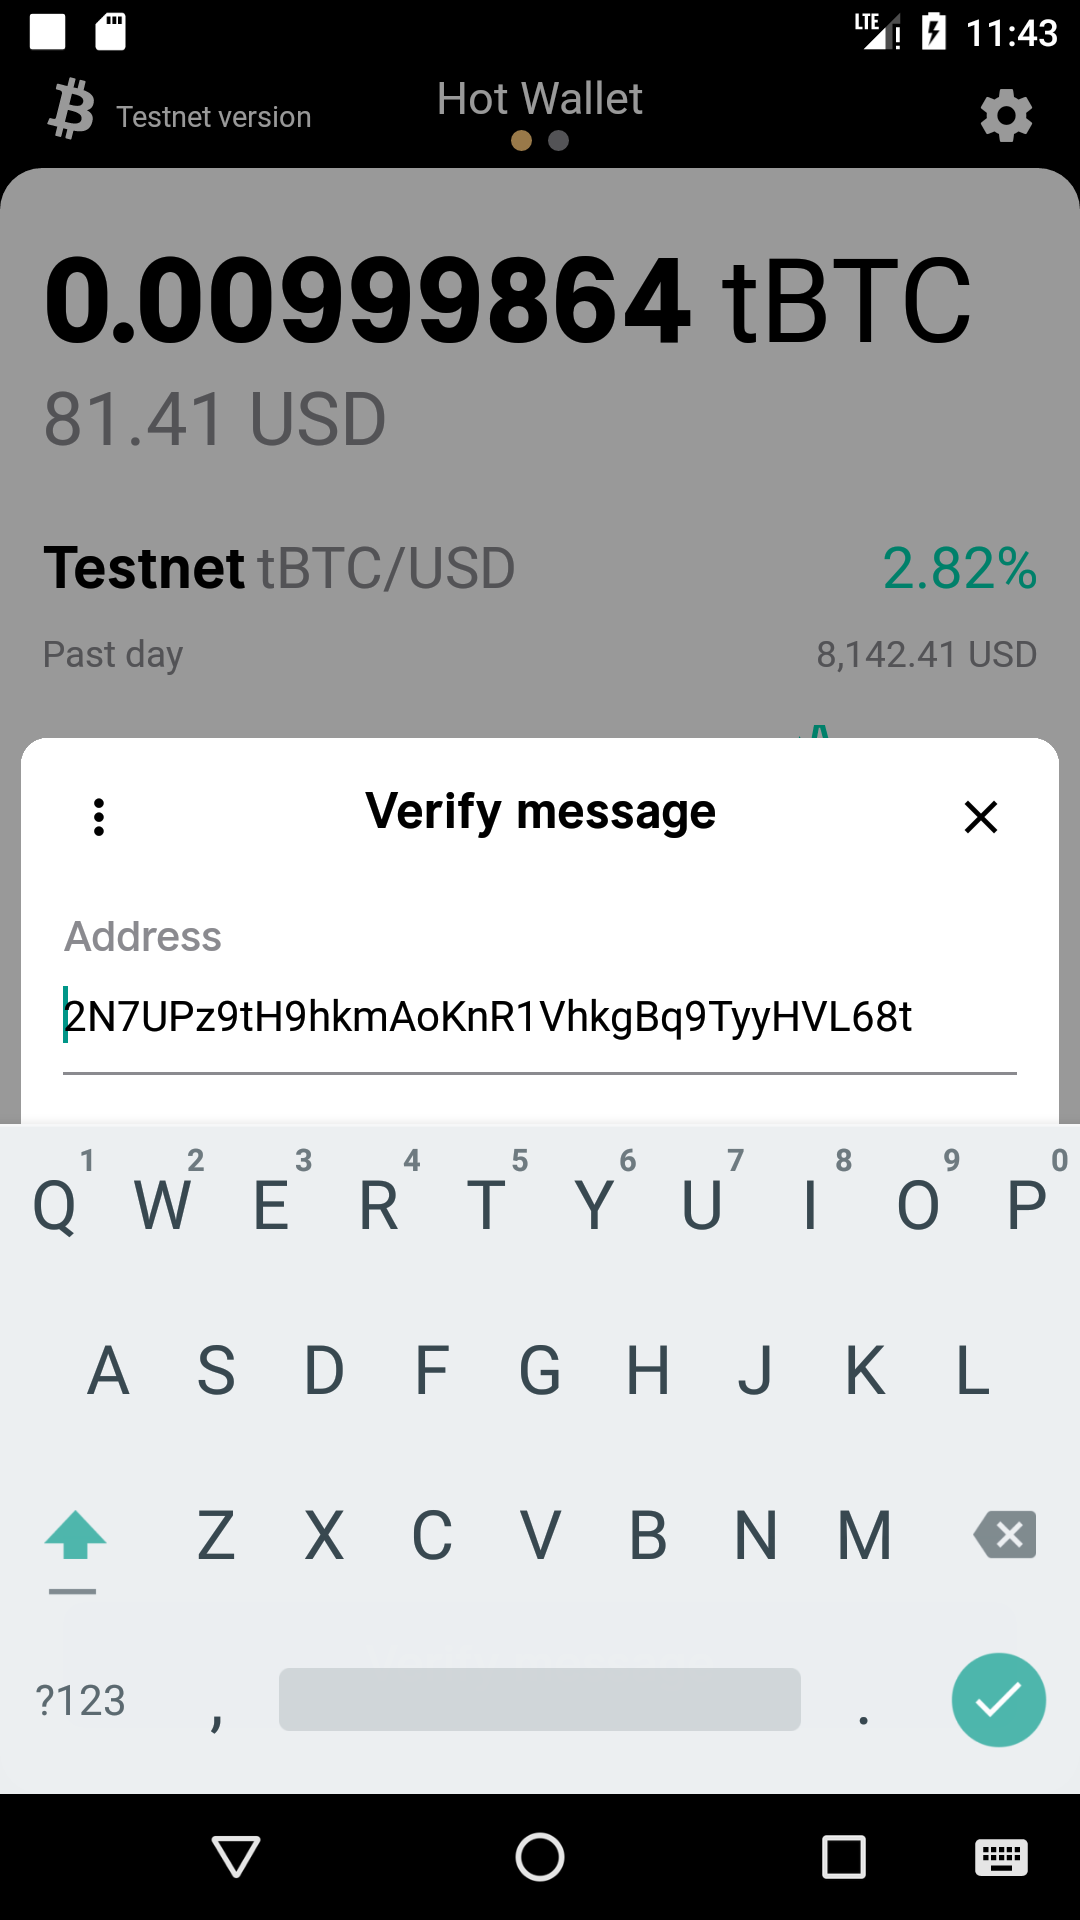 LTE 11:43
Testnet version
Hot Wallet
0.00999864 tBTC
81.41 USD
Testnet tBTC/USD 2.82%
Past day 8,142.41 USD
Verify message
Address
2N7UPz9tH9hkmAoKnR1VhkgBq9TyyHVL68t
1 2 3 4 5 6 7 8 9 0
Q W E R T Y U I O P
A S D F G H J K L
Z X C V B N M
?123 , .